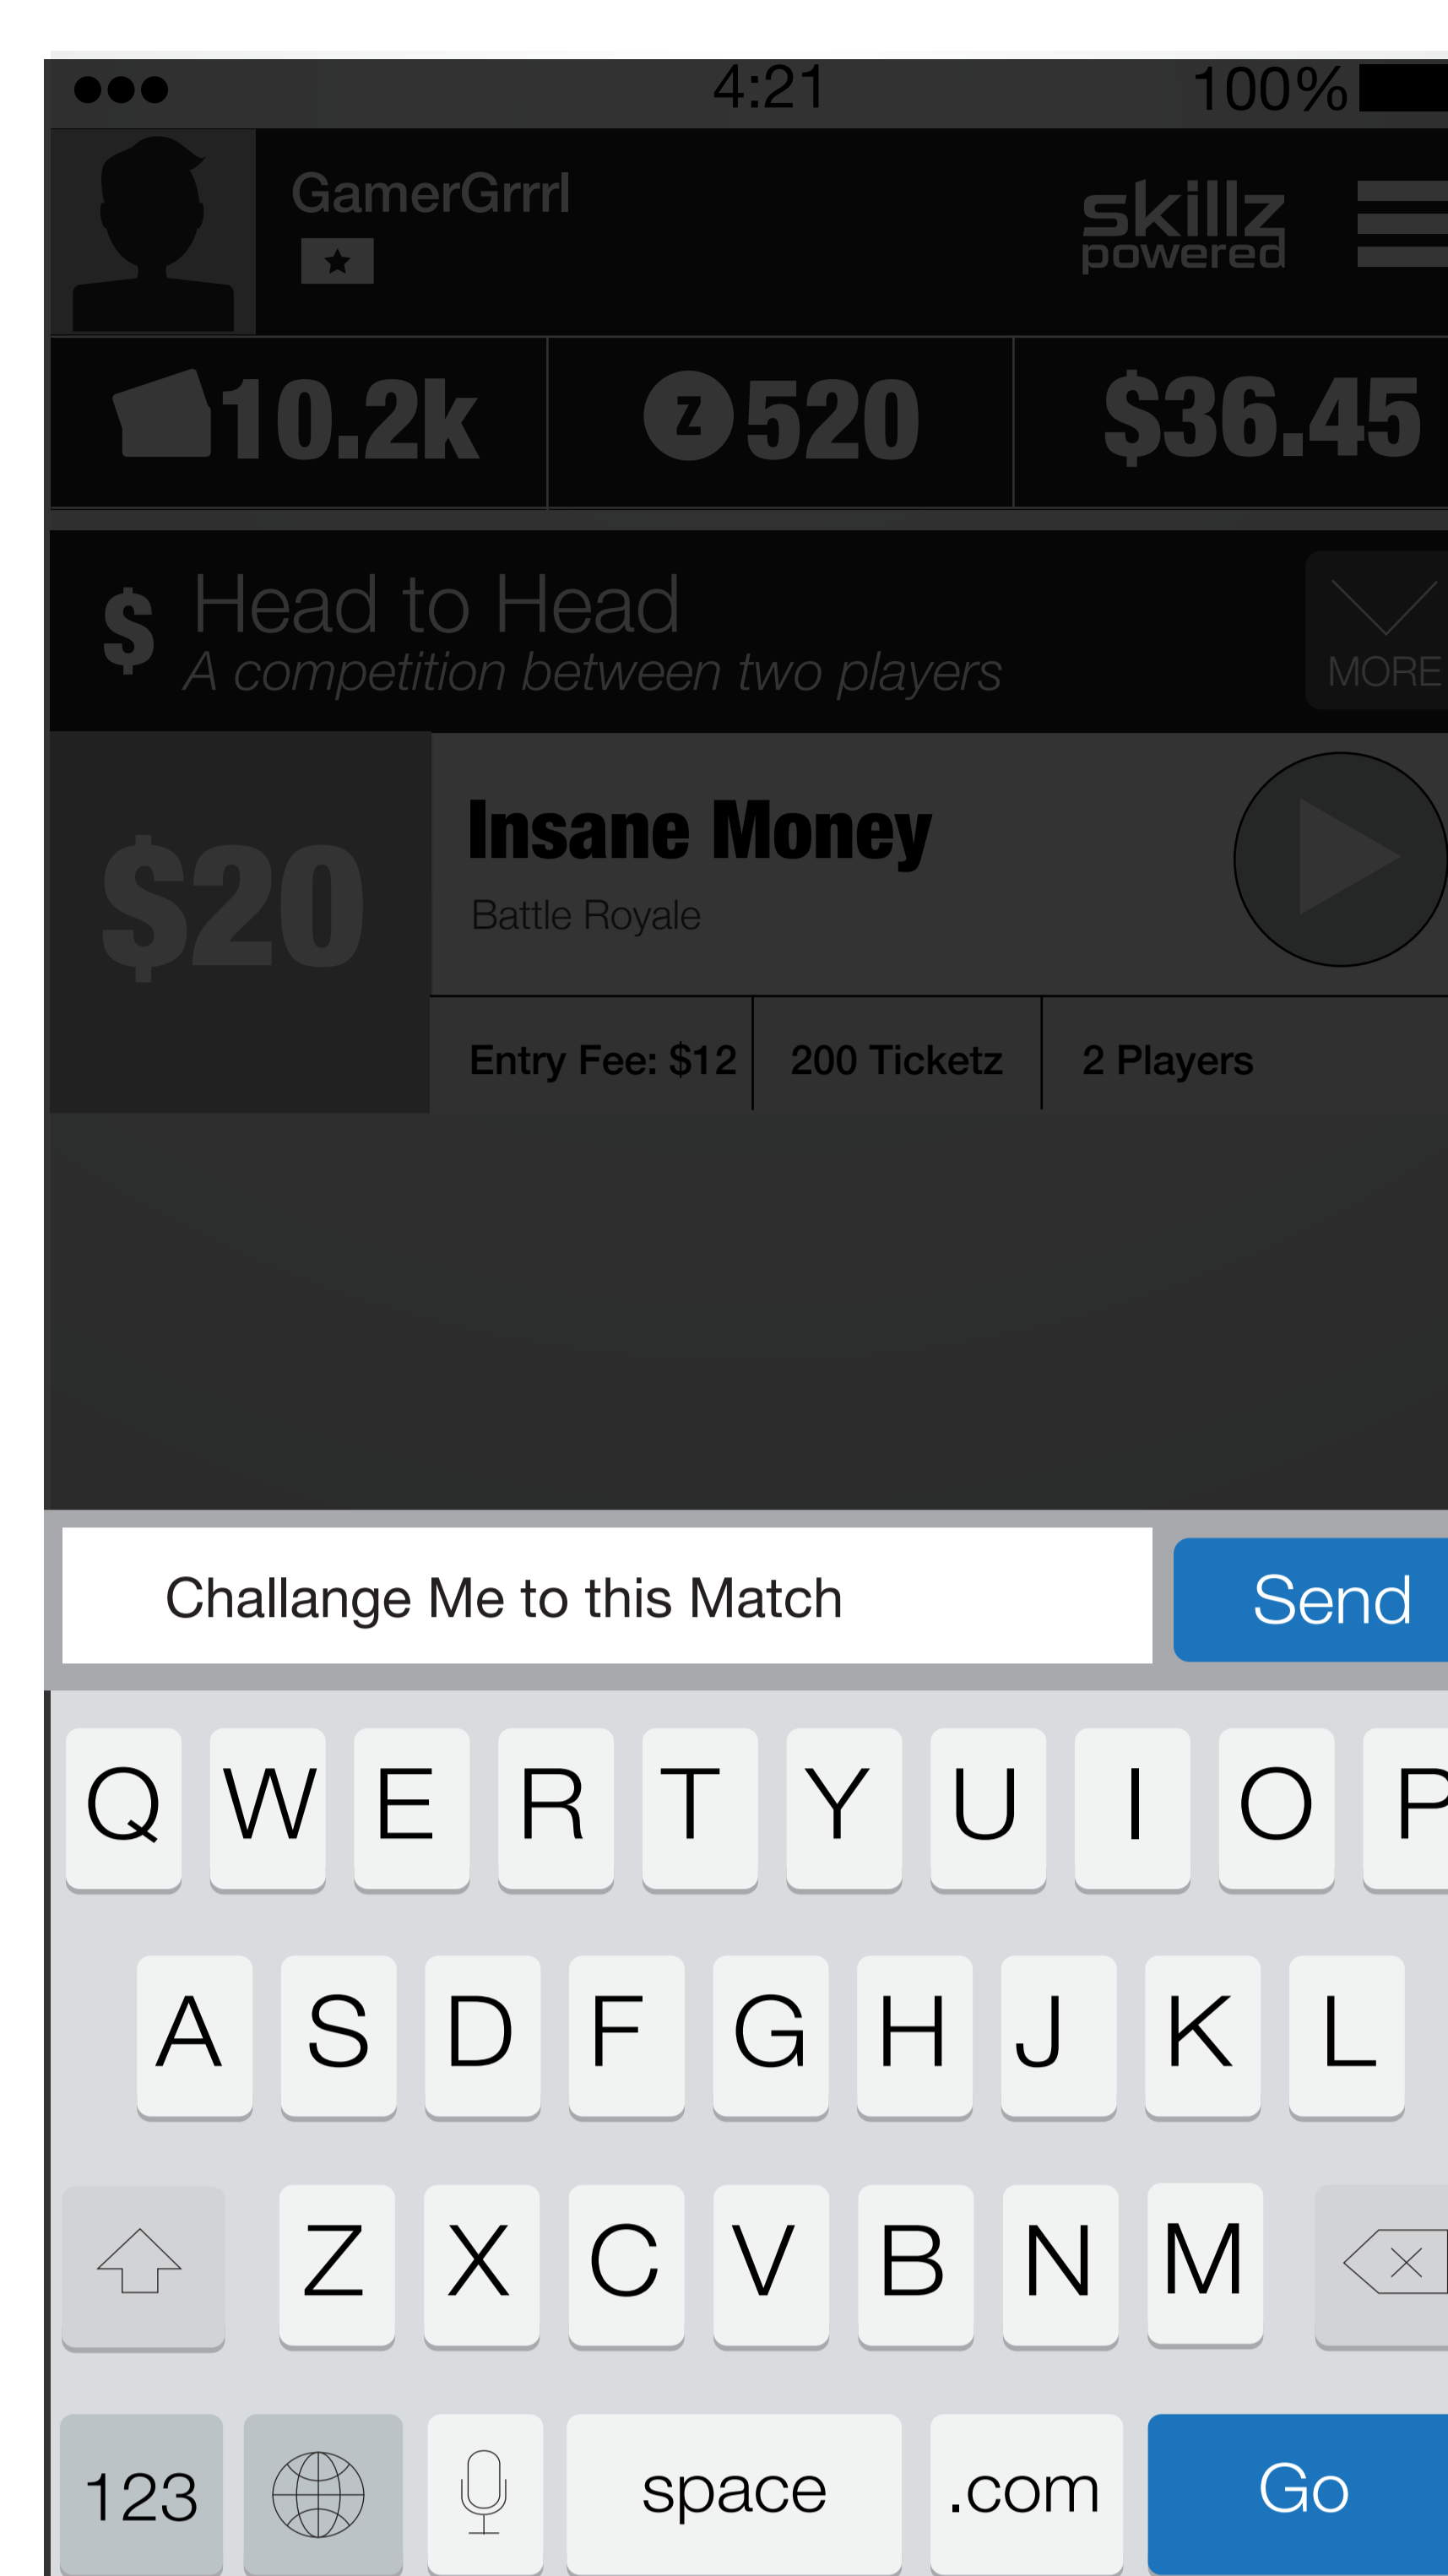 4:21 100%
GamerGrrrl
skillz
powered
10.2k z 520 $36.45
$ Head to Head
A competition between two players
MORE
$20
Insane Money
Battle Royale
Entry Fee: $12 200 Ticketz 2 Players
Challange Me to this Match Send
Q W E R T Y U I O P
A S D F G H J K L
Z X C V B N M
123 space .com Go